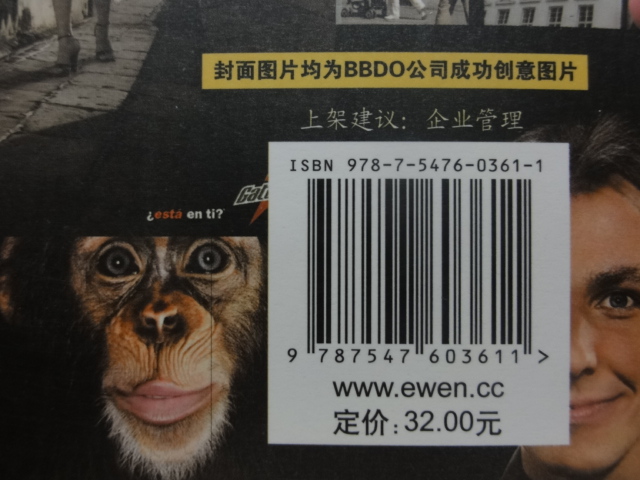 封面图片均为BBDO公司成功创意图片
上架建议：企业管理
ISBN 978-7-5476-0361-1
¿está en ti?
9 787547 603611 >
www.ewen.cc
定价：32.00元